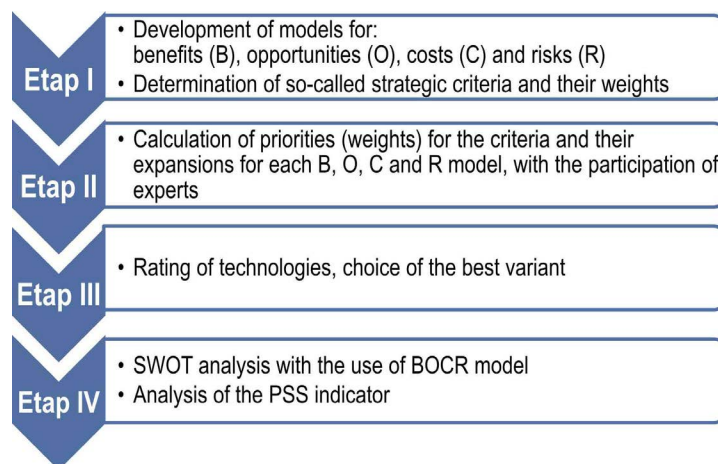 Etap I
• Development of models for:
benefits (B), opportunities (O), costs (C) and risks (R)
• Determination of so-called strategic criteria and their weights
Etap II
• Calculation of priorities (weights) for the criteria and their
expansions for each B, O, C and R model, with the participation of
experts
Etap III
• Rating of technologies, choice of the best variant
Etap IV
• SWOT analysis with the use of BOCR model
• Analysis of the PSS indicator